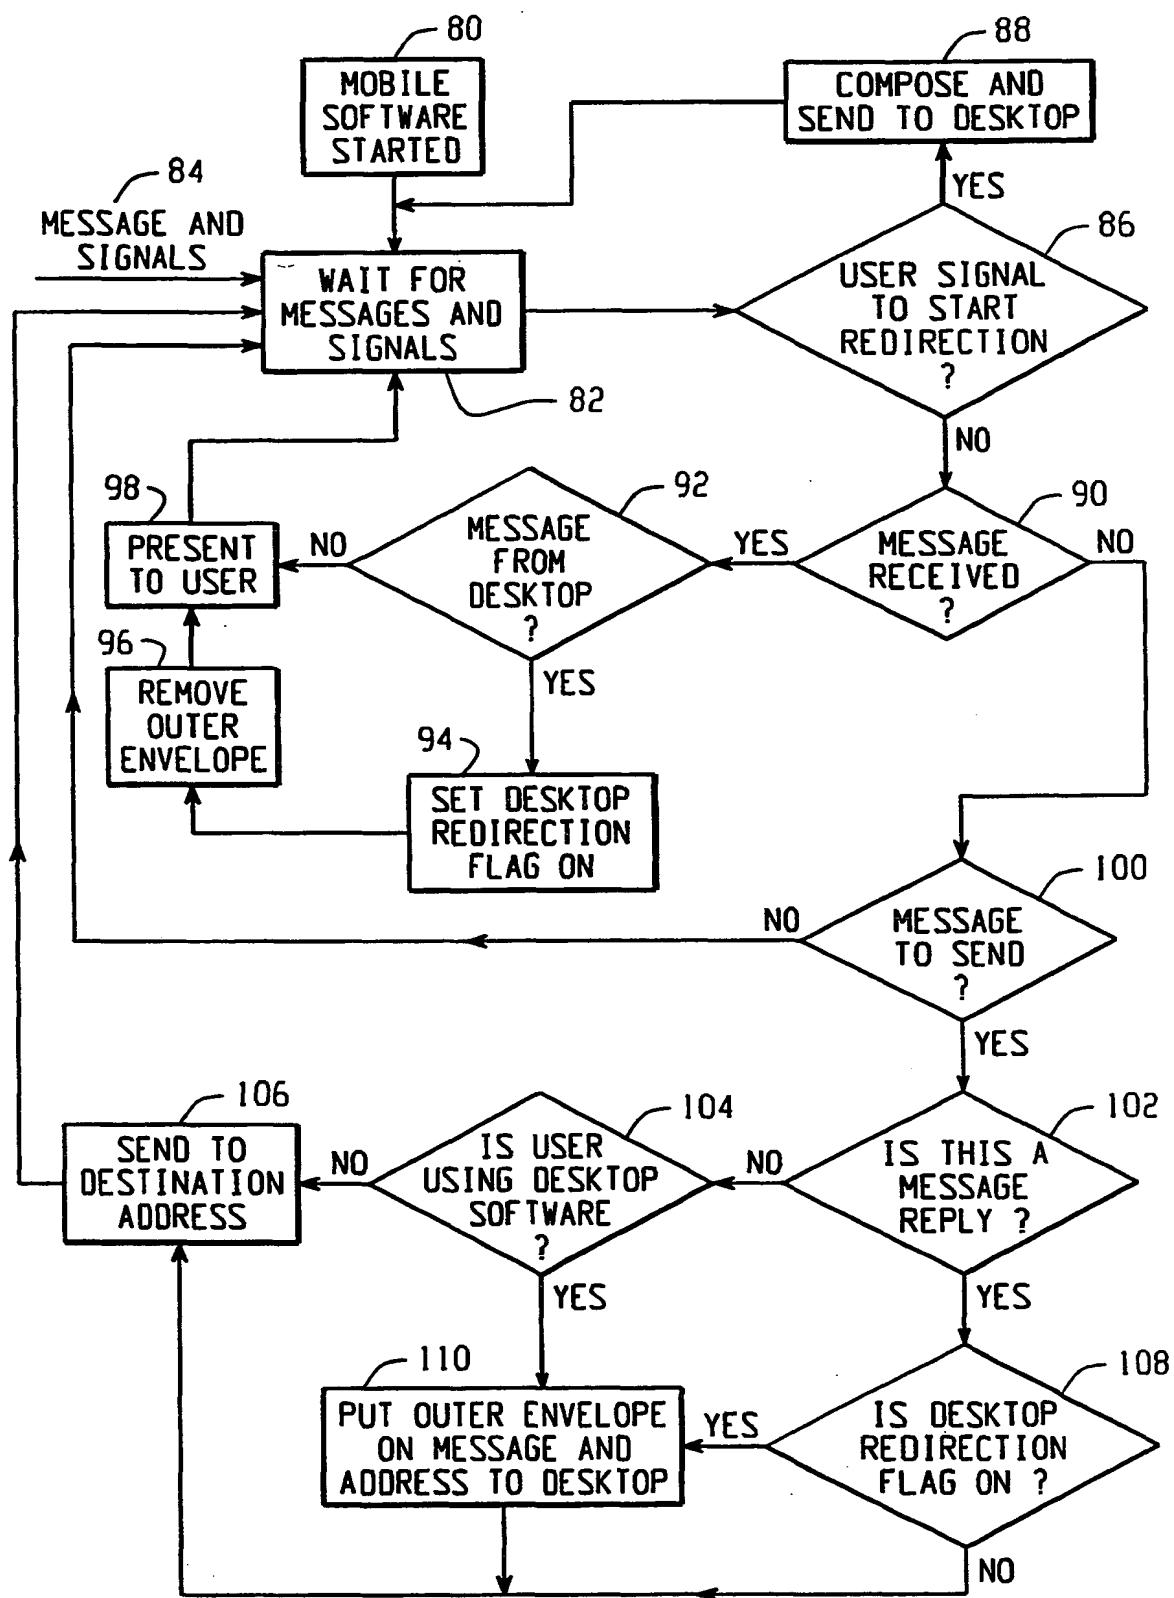 80
MOBILE
SOFTWARE
STARTED
88
COMPOSE AND
SEND TO DESKTOP
YES
84
MESSAGE AND
SIGNALS
WAIT FOR
MESSAGES AND
SIGNALS
82
86
USER SIGNAL
TO START
REDIRECTION
?
NO
98
PRESENT
TO USER
NO
92
MESSAGE
FROM
DESKTOP
?
YES
90
MESSAGE
RECEIVED
?
NO
96
REMOVE
OUTER
ENVELOPE
YES
94
SET DESKTOP
REDIRECTION
FLAG ON
100
NO
MESSAGE
TO SEND
?
YES
106
SEND TO
DESTINATION
ADDRESS
NO
104
IS USER
USING DESKTOP
SOFTWARE
?
NO
102
IS THIS A
MESSAGE
REPLY ?
YES
YES
110
PUT OUTER ENVELOPE
ON MESSAGE AND
ADDRESS TO DESKTOP
YES
108
IS DESKTOP
REDIRECTION
FLAG ON ?
NO